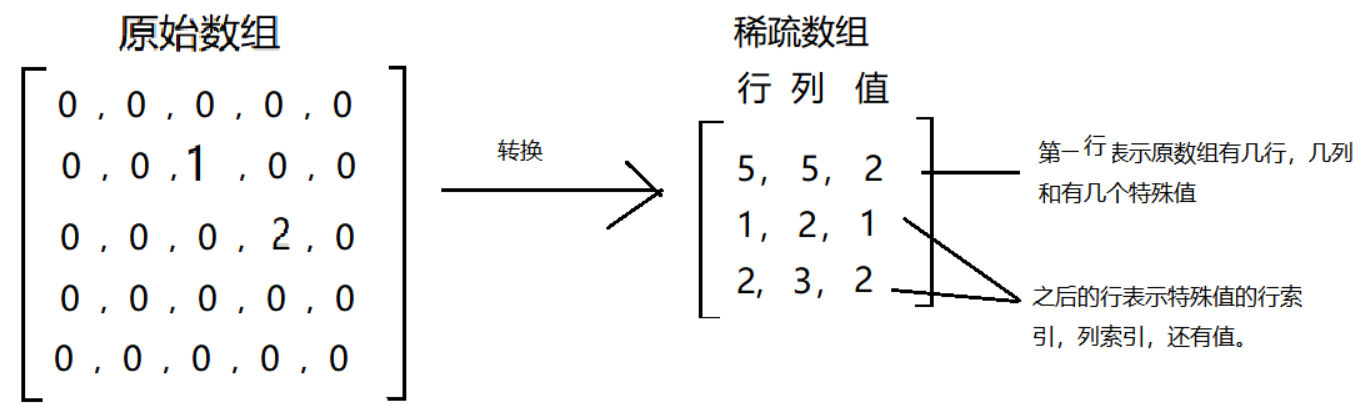 原始数组
0 , 0 , 0 , 0 , 0
0 , 0 , 1 , 0 , 0
0 , 0 , 0 , 2 , 0
0 , 0 , 0 , 0 , 0
0 , 0 , 0 , 0 , 0
转换
稀疏数组
行 列 值
5, 5, 2
1, 2, 1
2, 3, 2
第一行表示原数组有几行，几列
和有几个特殊值
之后的行表示特殊值的行索
引，列索引，还有值。